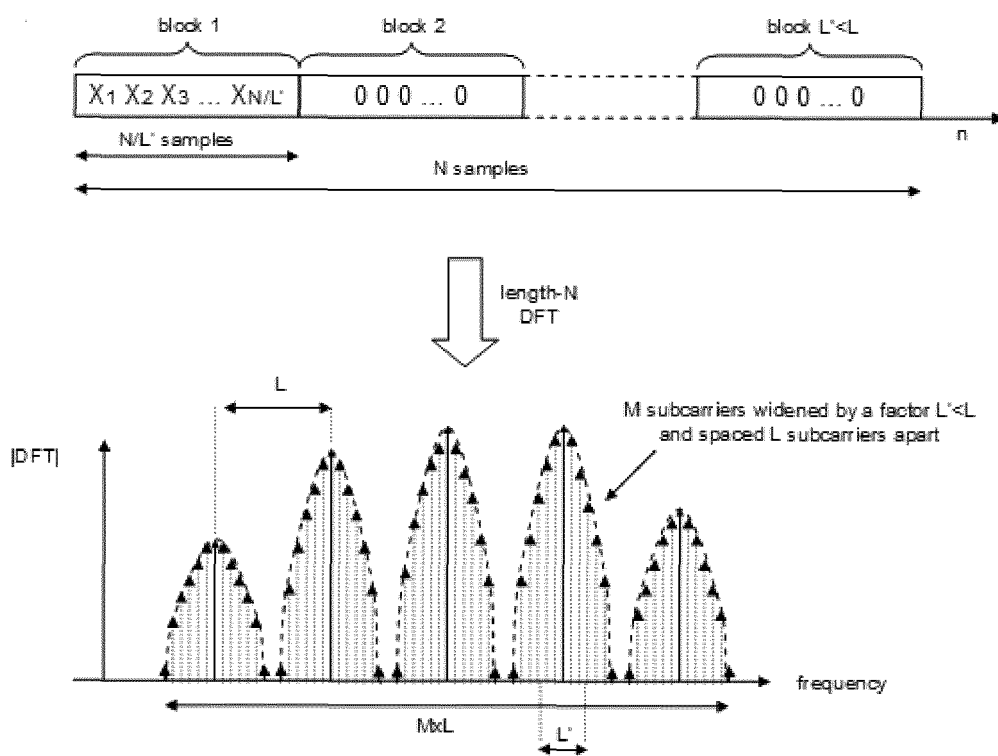 block 1
block 2
block L*<L
X1 X2 X3 ... XN/L*
0 0 0 ... 0
0 0 0 ... 0
n
N/L* samples
N samples
length-N
DFT
L
M subcarriers widened by a factor L*<L
and spaced L subcarriers apart
|DFT|
frequency
MxL
L*